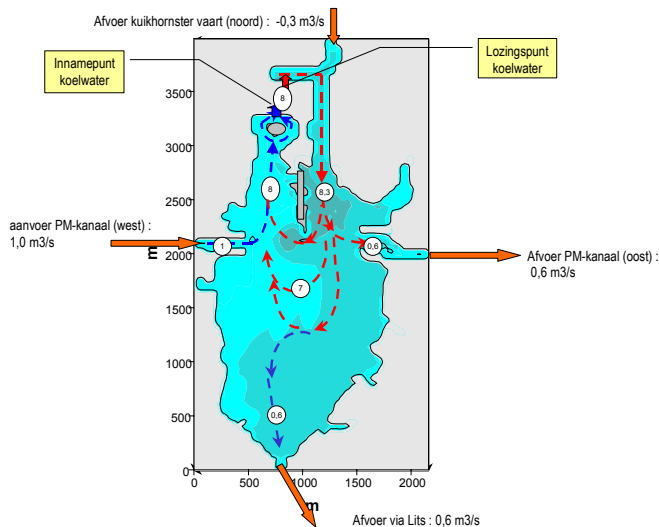 Afvoer kuikhornster vaart (noord) : -0,3 m3/s
Innamepunt
koelwater
Lozingspunt
koelwater
3500
8
3000
2500
8
8,3
aanvoer PM-kanaal (west) :
1,0 m3/s
2000
m
1
0,6
Afvoer PM-kanaal (oost) :
0,6 m3/s
1500
7
1000
500
0,6
0
0
500
1000
1500
2000
m
Afvoer via Lits : 0,6 m3/s